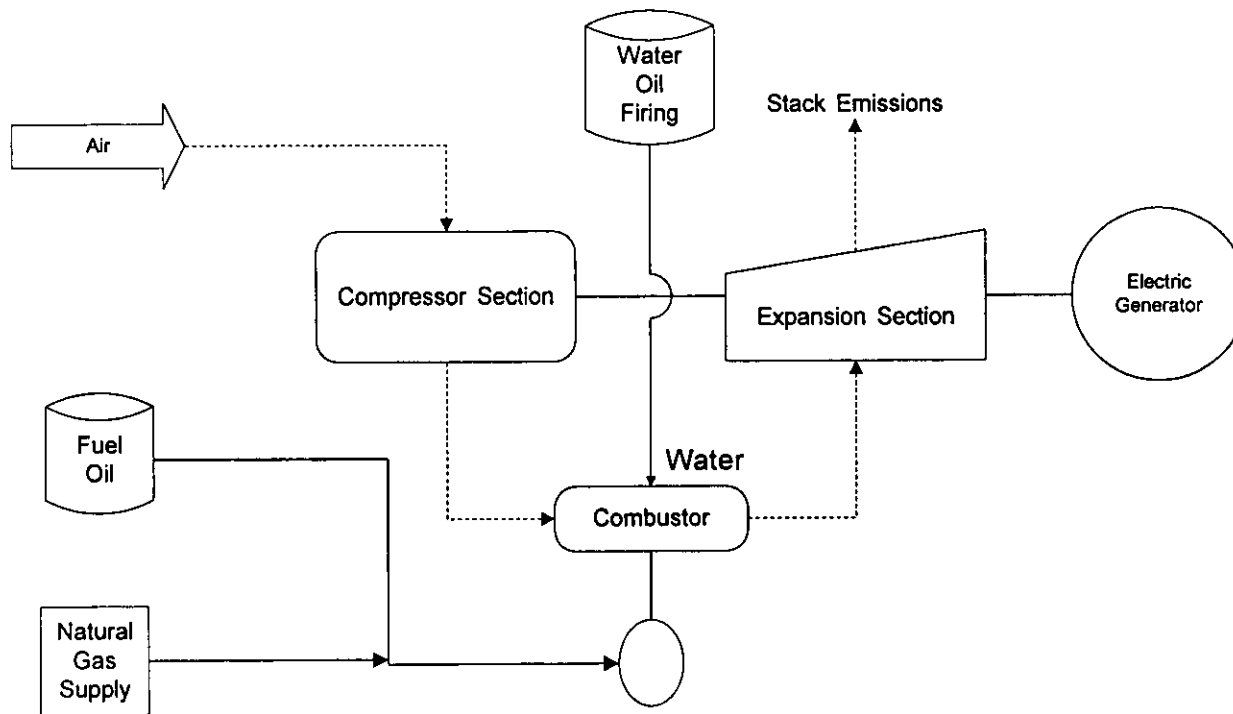 Water
Oil
Firing
Stack Emissions
Air
Compressor Section
Expansion Section
Electric
Generator
Fuel
Oil
Water
Combustor
Natural
Gas
Supply